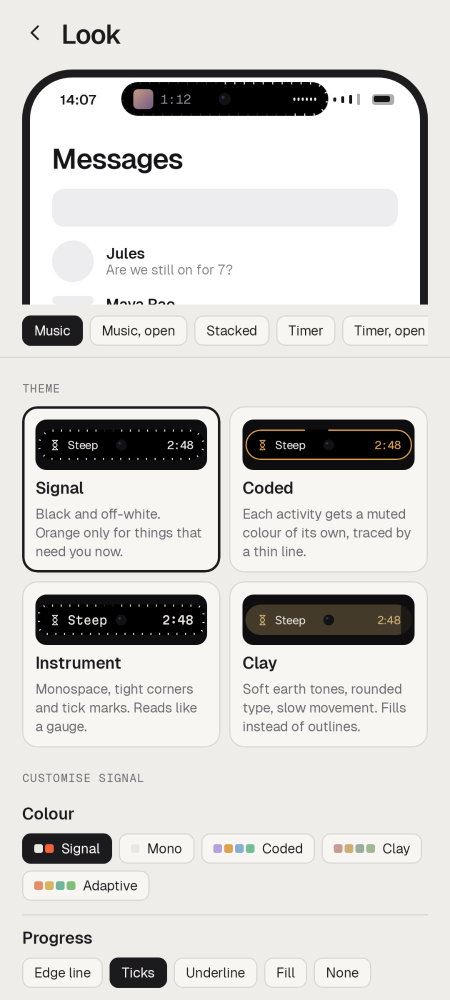 Look
14:07
1:12
Messages
Jules
Are we still on for 7?
Maya Rao
Music
Music, open
Stacked
Timer
Timer, open
THEME
Steep 2:48
Signal
Black and off-white.
Orange only for things that
need you now.
Steep 2:48
Coded
Each activity gets a muted
colour of its own, traced by
a thin line.
Steep 2:48
Instrument
Monospace, tight corners
and tick marks. Reads like
a gauge.
Steep 2:48
Clay
Soft earth tones, rounded
type, slow movement. Fills
instead of outlines.
CUSTOMISE SIGNAL
Colour
Signal
Mono
Coded
Clay
Adaptive
Progress
Edge line
Ticks
Underline
Fill
None